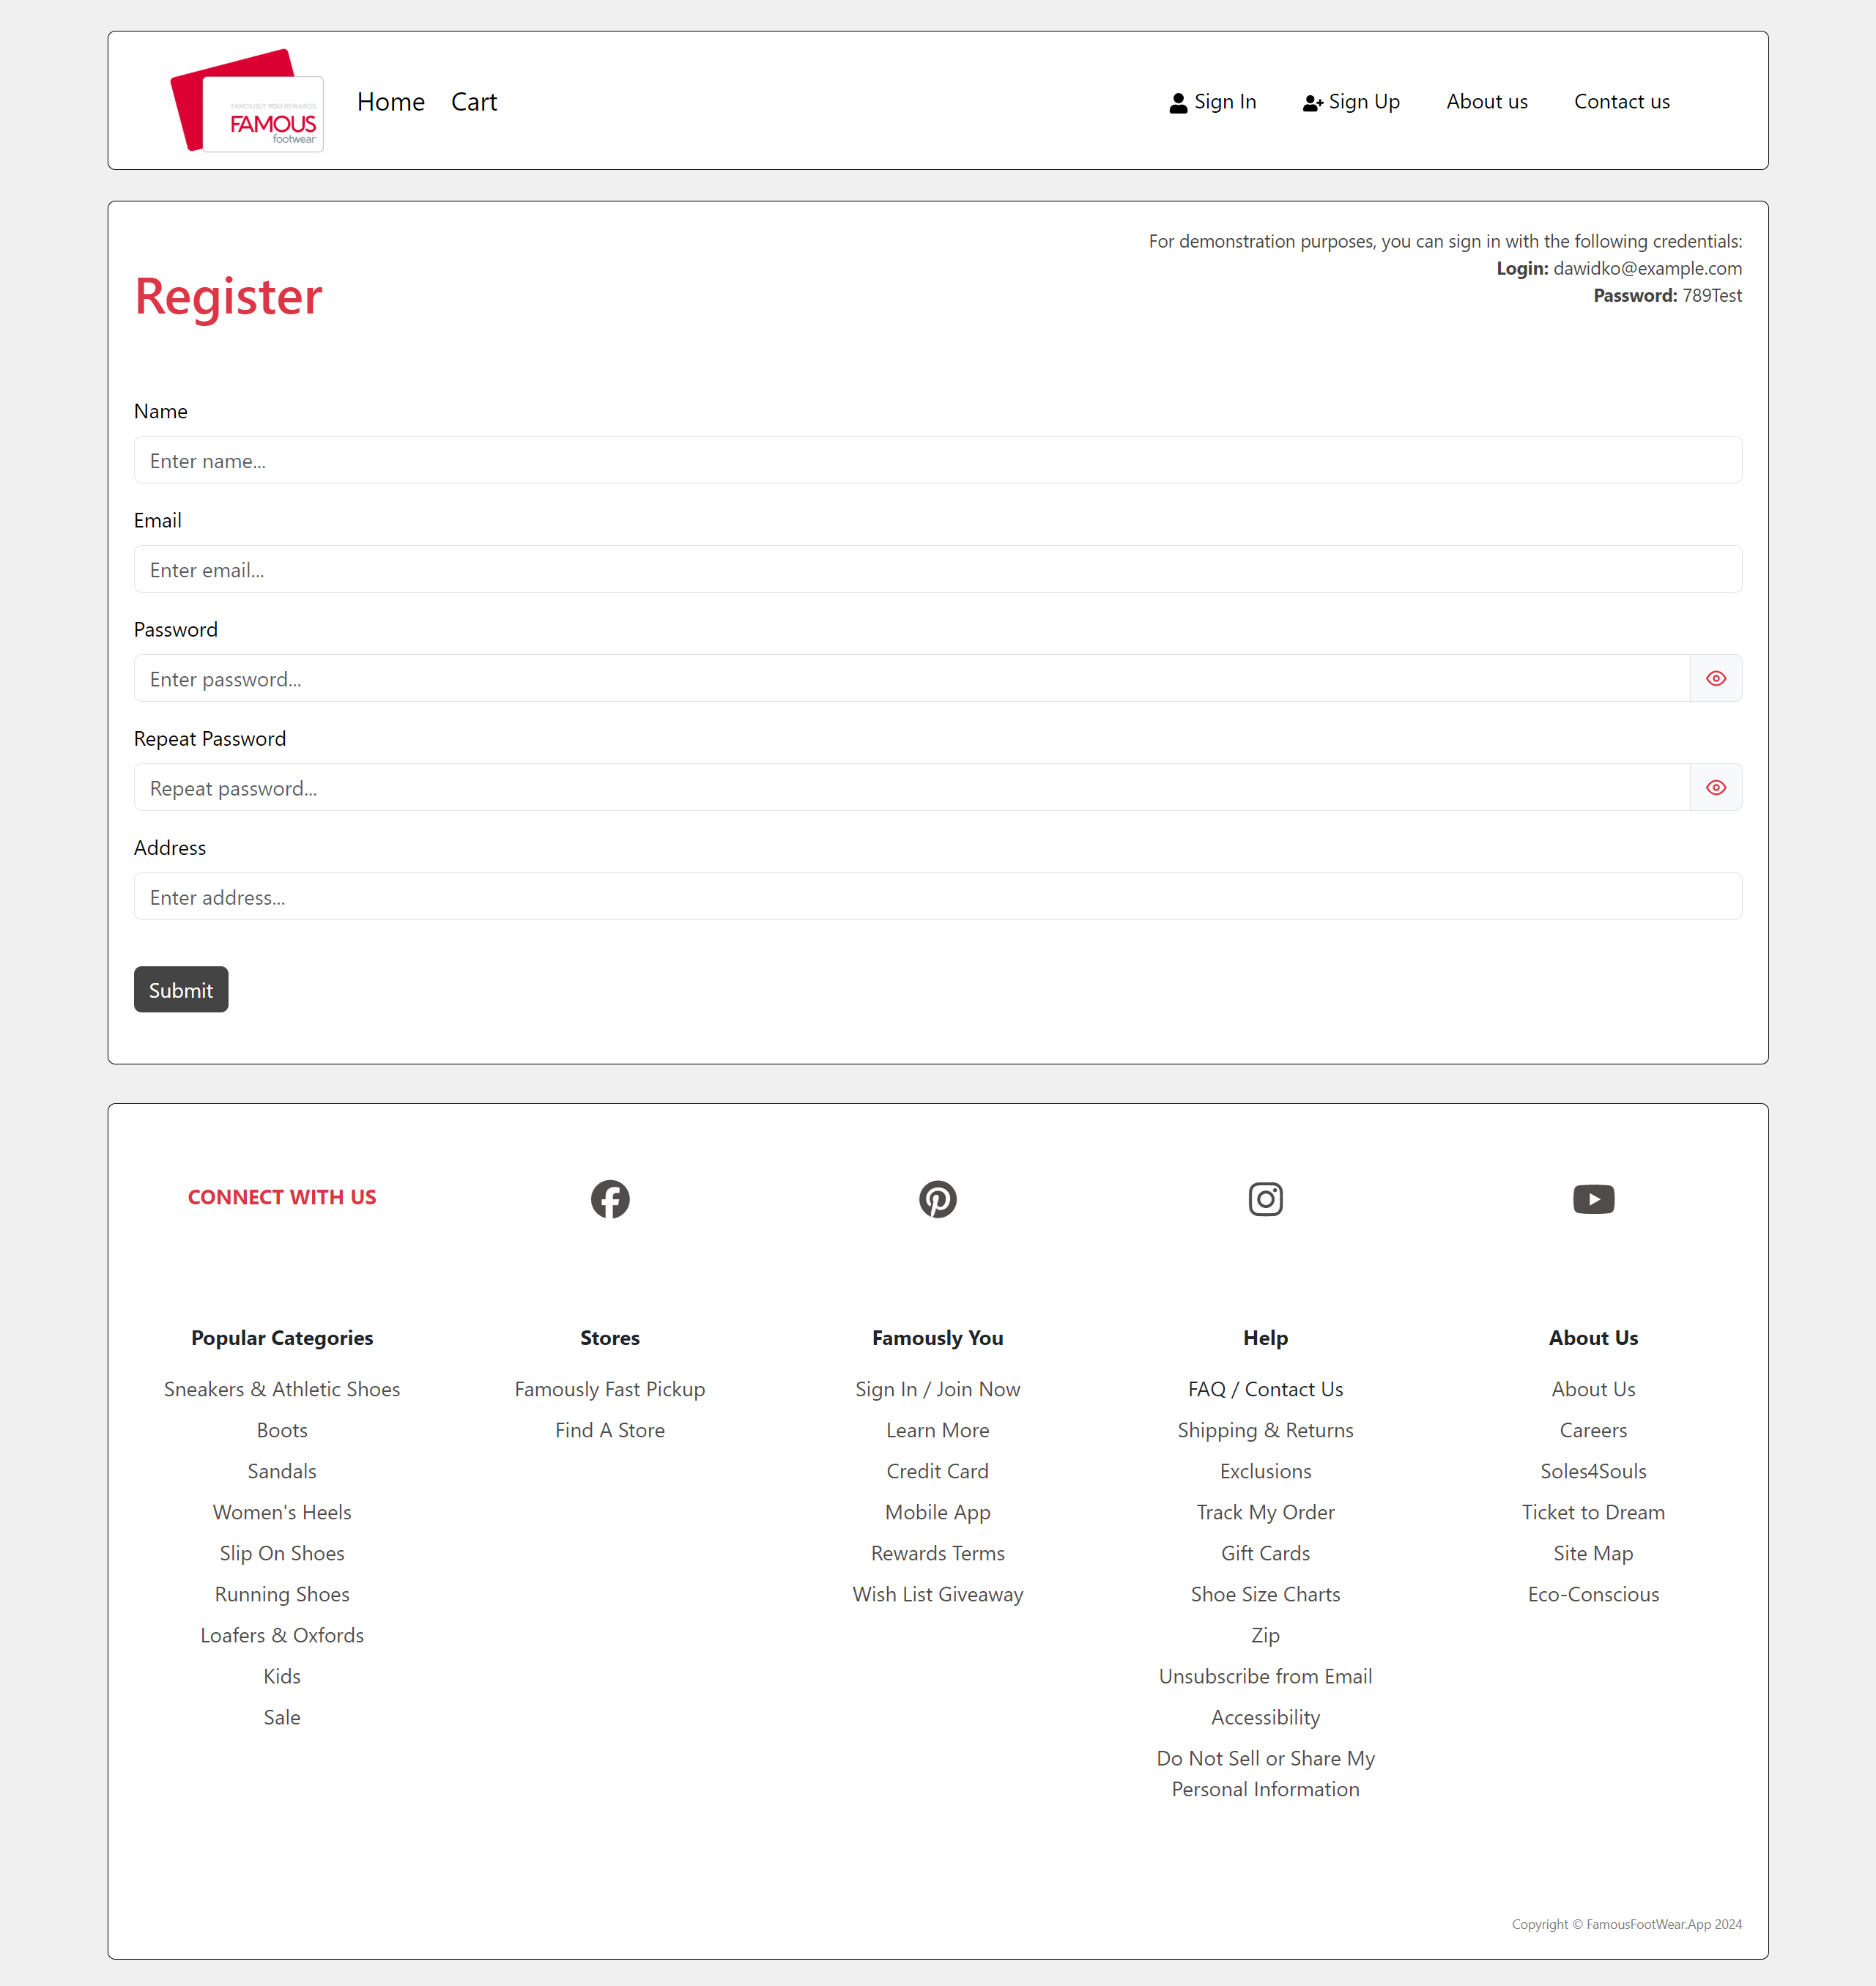 FAMOUSLY YOU REWARDS.
FAMOUS
footwear
Home
Cart
Sign In
Sign Up
About us
Contact us
For demonstration purposes, you can sign in with the following credentials:
Login: dawidko@example.com
Password: 789Test
Register
Name
Enter name...
Email
Enter email...
Password
Enter password...
Repeat Password
Repeat password...
Address
Enter address...
Submit
CONNECT WITH US
Popular Categories
Sneakers & Athletic Shoes
Boots
Sandals
Women's Heels
Slip On Shoes
Running Shoes
Loafers & Oxfords
Kids
Sale
Stores
Famously Fast Pickup
Find A Store
Famously You
Sign In / Join Now
Learn More
Credit Card
Mobile App
Rewards Terms
Wish List Giveaway
Help
FAQ / Contact Us
Shipping & Returns
Exclusions
Track My Order
Gift Cards
Shoe Size Charts
Zip
Unsubscribe from Email
Accessibility
Do Not Sell or Share My
Personal Information
About Us
About Us
Careers
Soles4Souls
Ticket to Dream
Site Map
Eco-Conscious
Copyright © FamousFootWear.App 2024